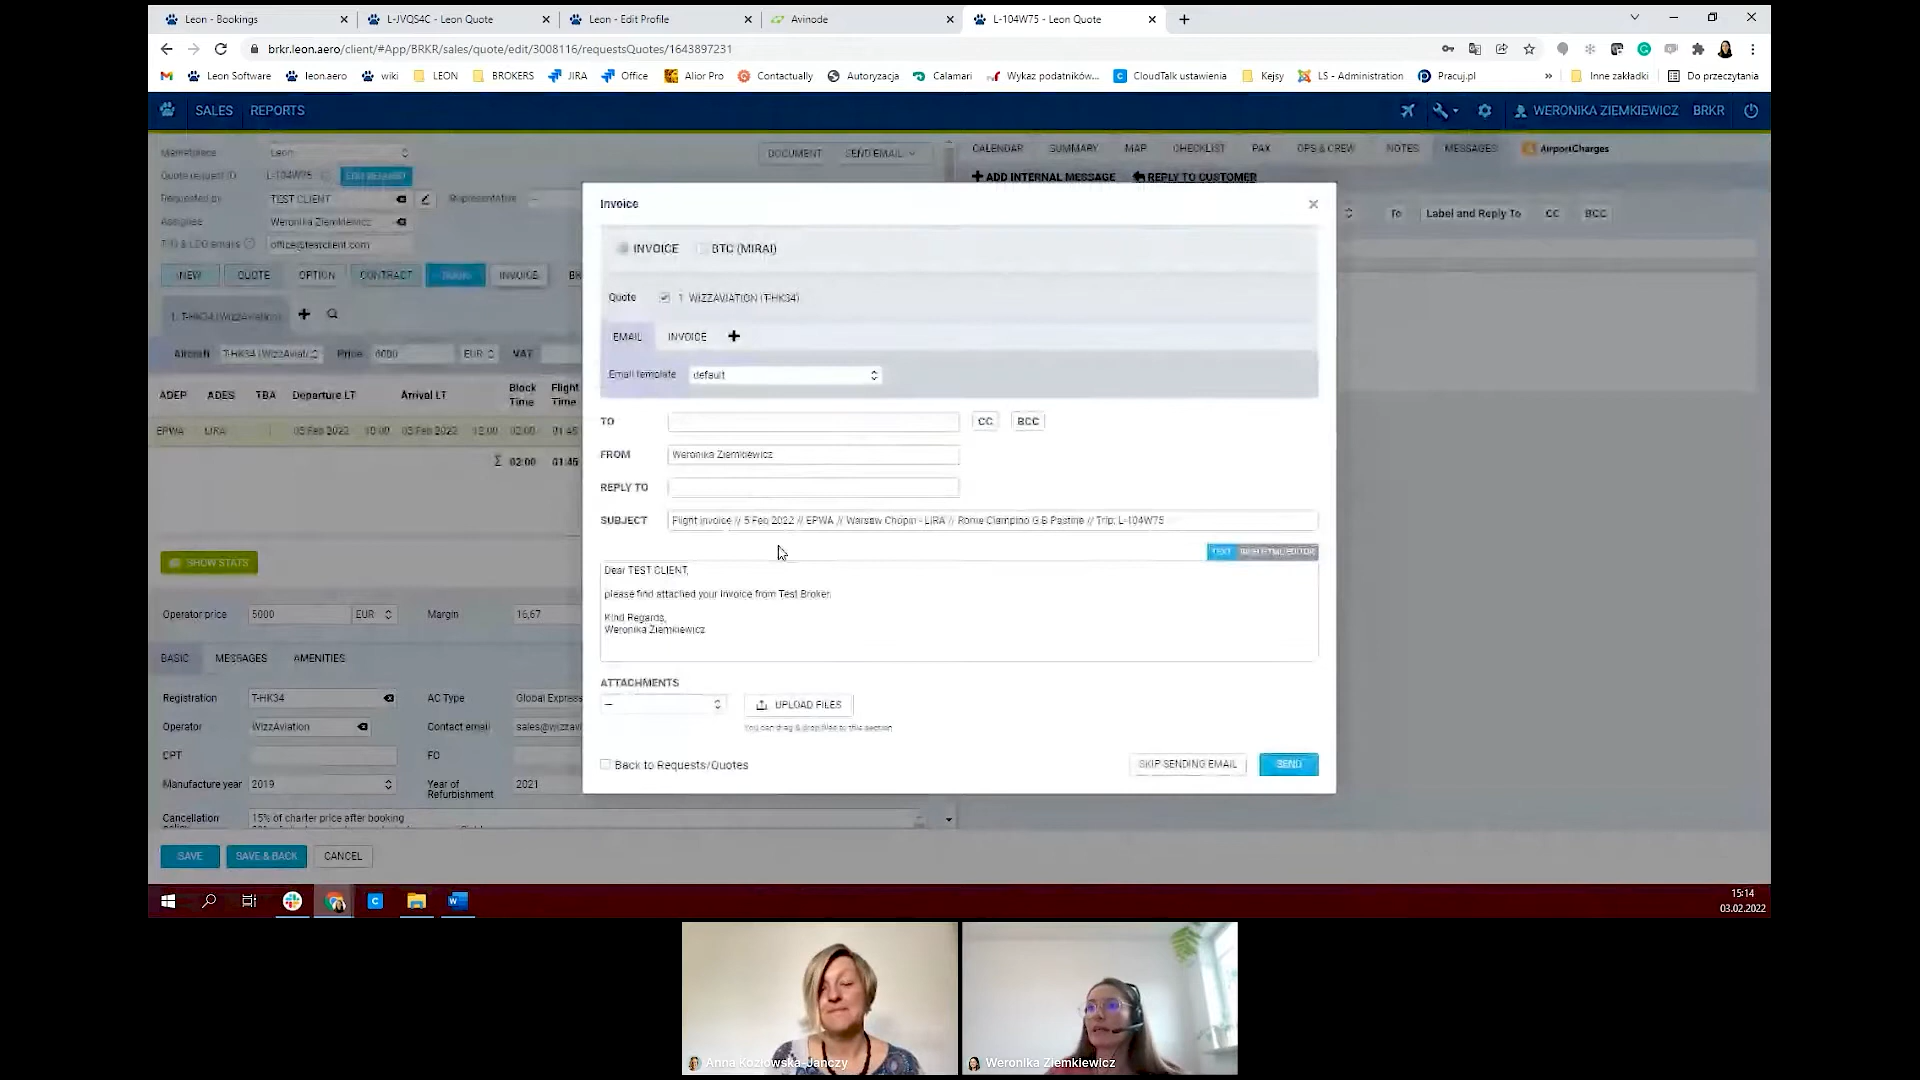 Leon - Bookings
L-JVQS4C - Leon Quote
Leon - Edit Profile
Avinode
L-104W75 - Leon Quote
brkr.leon.aero/client/#App/BRKR/sales/quote/edit/3008116/requestsQuotes/1643897231
Leon Software
leon.aero
wiki
LEON
BROKERS
JIRA
Office
Alior Pro
Contactually
Autoryzacja
Calamari
Wykaz podatników...
CloudTalk ustawienia
Kejsy
LS - Administration
Pracuj.pl
»
Inne zakładki
Do przeczytania
SALES REPORTS
WERONIKA ZIEMKIEWICZ BRKR
Marketplace Leon
DOCUMENT SEND EMAIL
CALENDAR SUMMARY MAP CHECKLIST PAX OPS & CREW NOTES MESSAGES AirportCharges
Quote request ID L-104W75 EDIT REQUEST
ADD INTERNAL MESSAGE REPLY TO CUSTOMER
Requested by TEST CLIENT Representative —
Invoice
To Label and Reply To CC BCC
Assignee Weronika Ziemkiewicz
office@testclient.com
INVOICE BTC (MIRAI)
NEW QUOTE OPTION CONTRACT INVOICE
Quote 1 WIZZAVIATION (T-HK34)
1. T-HK34 (WizzAviation)
EMAIL INVOICE
Aircraft T-HK34 (WizzAviati Price 6000 EUR VAT
Email template default
ADEP ADES TBA Departure LT Arrival LT Block Time Flight Time
EPWA LIRA 05 Feb 2022 10:00 05 Feb 2022 12:00 02:00 01:45
Σ 02:00 01:45
TO CC BCC
FROM Weronika Ziemkiewicz
REPLY TO
SUBJECT Flight invoice // 5 Feb 2022 // EPWA // Warsaw Chopin - LIRA // Rome Ciampino G B Pastine // Trip: L-104W75
TEXT RICH HTML EDITOR
SHOW STATS
Dear TEST CLIENT,
please find attached your invoice from Test Broker.
Kind Regards,
Weronika Ziemkiewicz
Operator price 5000 EUR Margin 16,67
BASIC MESSAGES AMENITIES
ATTACHMENTS
—
UPLOAD FILES
You can drag & drop files to this section
Registration T-HK34 AC Type Global Express
Operator WizzAviation Contact email sales@wizzavi
CPT FO
Manufacture year 2019 Year of Refurbishment 2021
Back to Requests/Quotes
SKIP SENDING EMAIL SEND
Cancellation
15% of charter price after booking
SAVE SAVE & BACK CANCEL
15:14
03.02.2022
Anna Kozłowska-Janczy
Weronika Ziemkiewicz